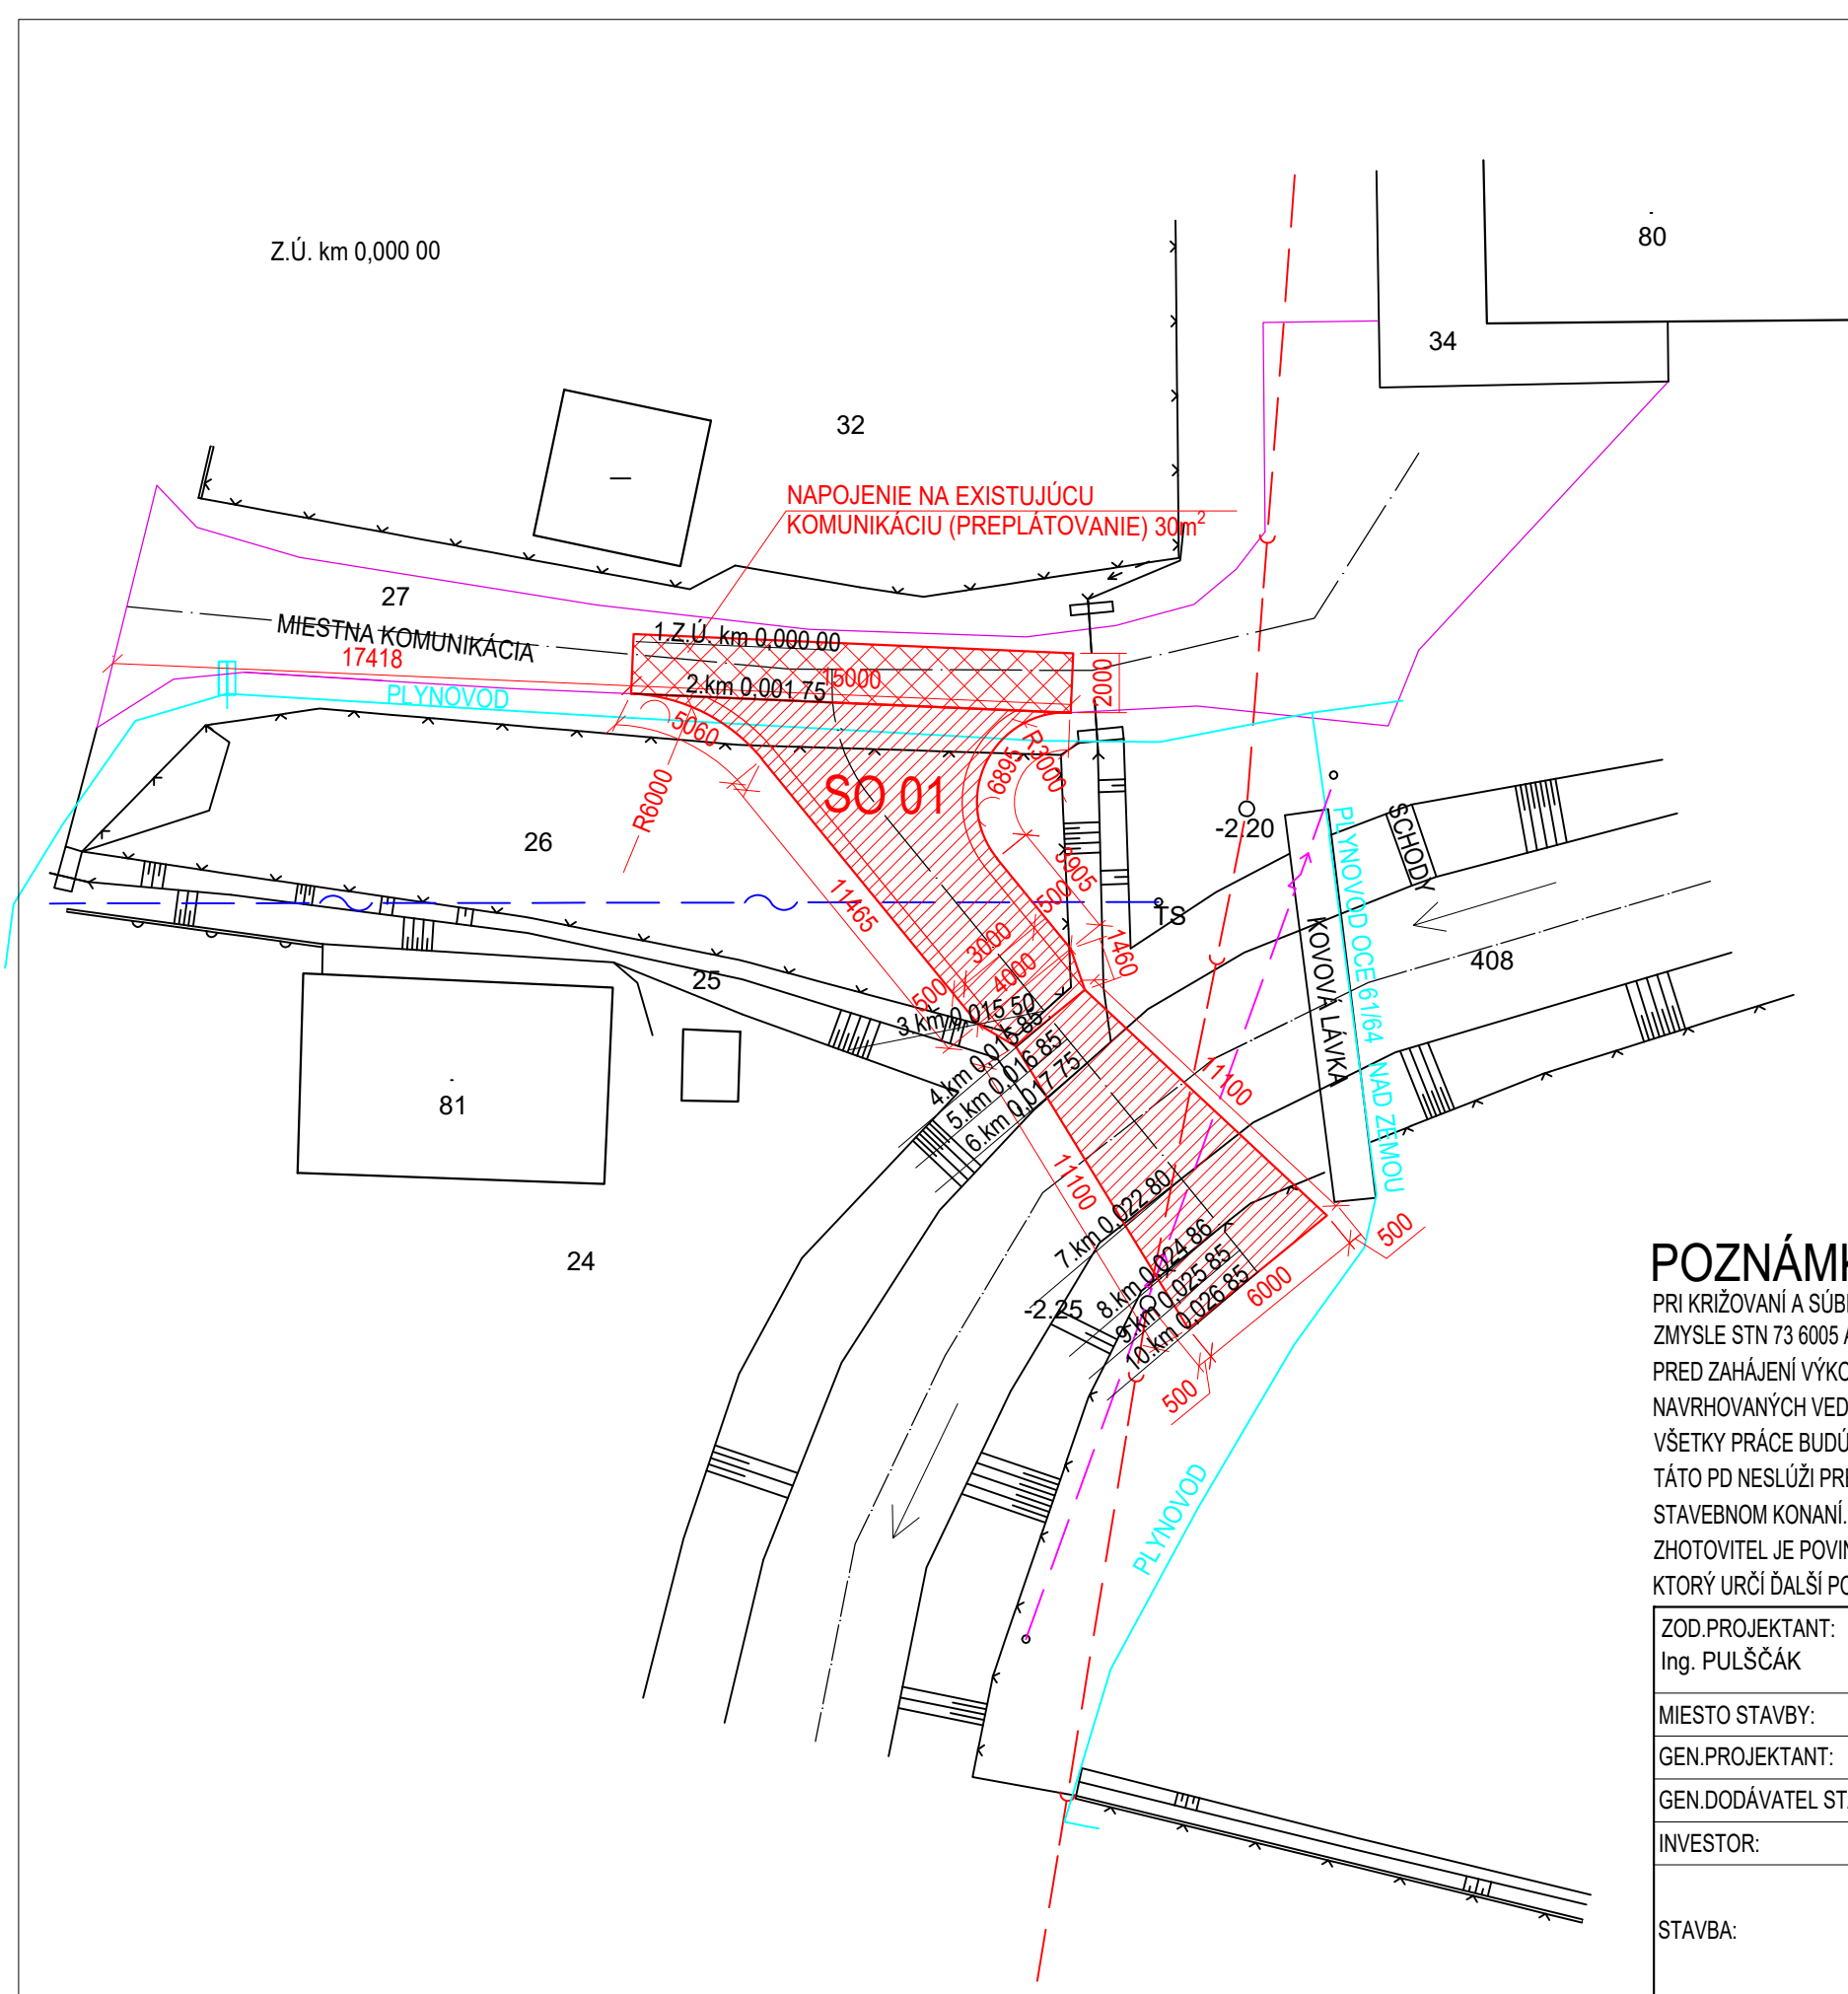 Z.Ú. km 0,000 00
80
34
32
NAPOJENIE NA EXISTUJÚCU
KOMUNIKÁCIU (PREPLÁTOVANIE) 30m²
27
MIESTNA KOMUNIKÁCIA
17418
PLYNOVOD
1.Z.Ú. km 0,000 00
15000
2.km 0,001 75
2000
5060
R6000
SO 01
6895
R3000
26
-2.20
SCHODY
PLYNOVOD OCE 61/64 NAD ZEMOU
KOVOVÁ LÁVKA
11465
3905
500
TS
1460
3000
4000
500
408
25
3.km 0,015 50
4.km 0,015 85
5.km 0,016 85
6.km 0,017 75
81
11100
11100
7.km 0,022 80
8.km 0,024 86
9.km 0,025 85
10.km 0,026 85
-2.25
6000
500
500
24
PLYNOVOD
POZNÁMK
PRI KRIŽOVANÍ A SÚB
ZMYSLE STN 73 6005 A
PRED ZAHÁJENÍ VÝKO
NAVRHOVANÝCH VED
VŠETKY PRÁCE BUDÚ
TÁTO PD NESLÚŽI PR
STAVEBNOM KONANÍ.
ZHOTOVITEL JE POVIN
KTORÝ URČÍ ĎALŠÍ PO
ZOD.PROJEKTANT:
Ing. PULŠČÁK
MIESTO STAVBY:
GEN.PROJEKTANT:
GEN.DODÁVATEL ST
INVESTOR:
STAVBA: